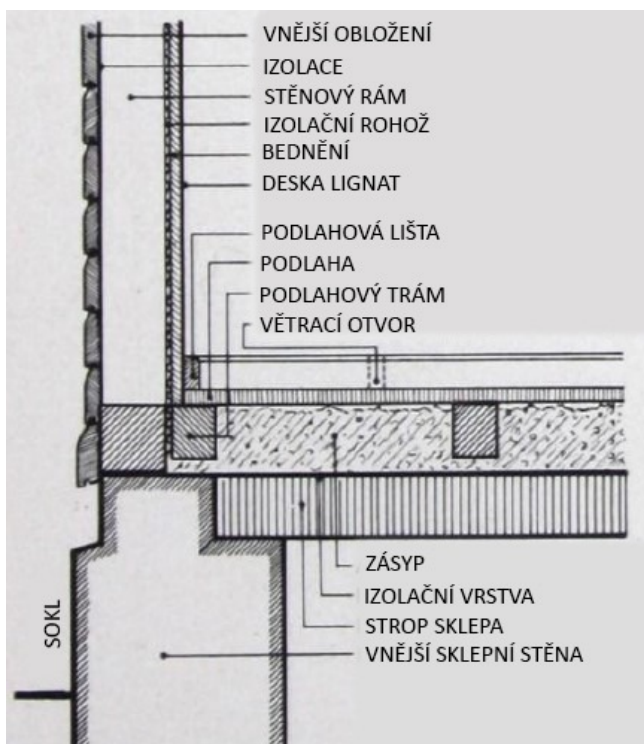 VNĚJŠÍ OBLOŽENÍ
IZOLACE
STĚNOVÝ RÁM
IZOLAČNÍ ROHOŽ
BEDNĚNÍ
DESKA LIGNAT
PODLAHOVÁ LIŠTA
PODLAHA
PODLAHOVÝ TRÁM
VĚTRACÍ OTVOR
ZÁSYP
IZOLAČNÍ VRSTVA
STROP SKLEPA
VNĚJŠÍ SKLEPNÍ STĚNA
SOKL